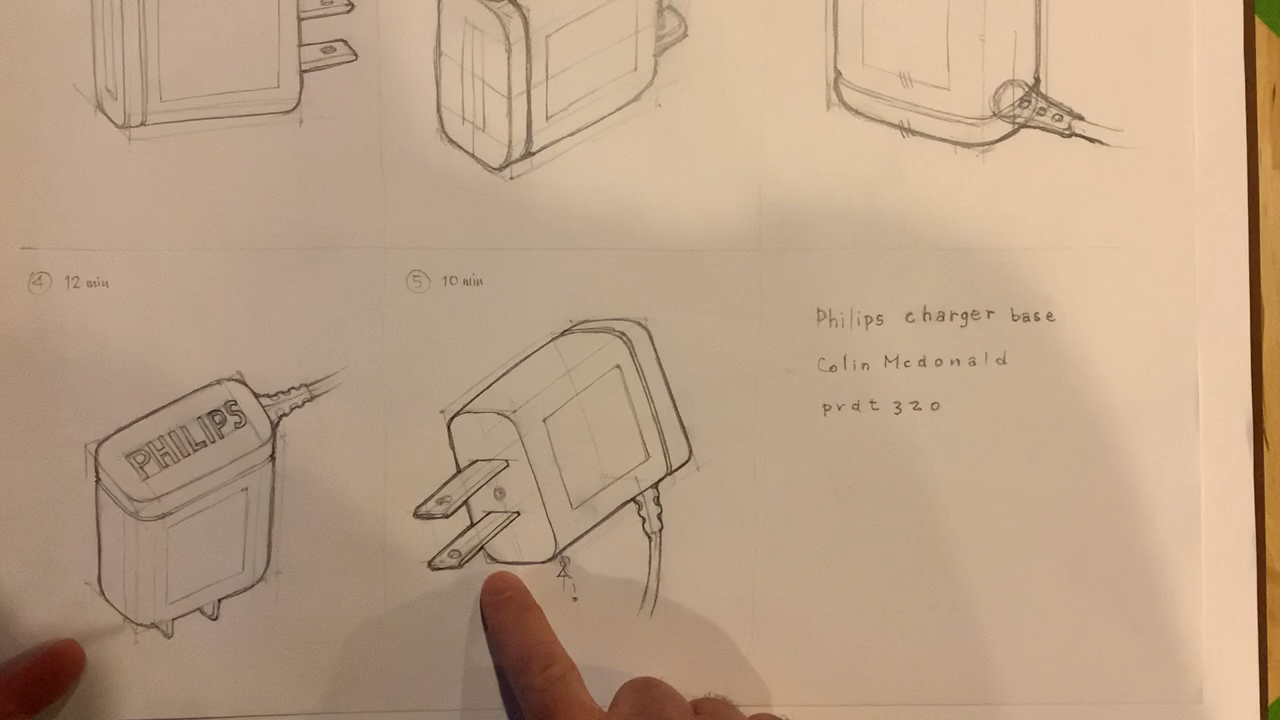 ④ 12 min
⑤ 10 min
PHILIPS
Philips charger base
Colin Mcdonald
prdt 320